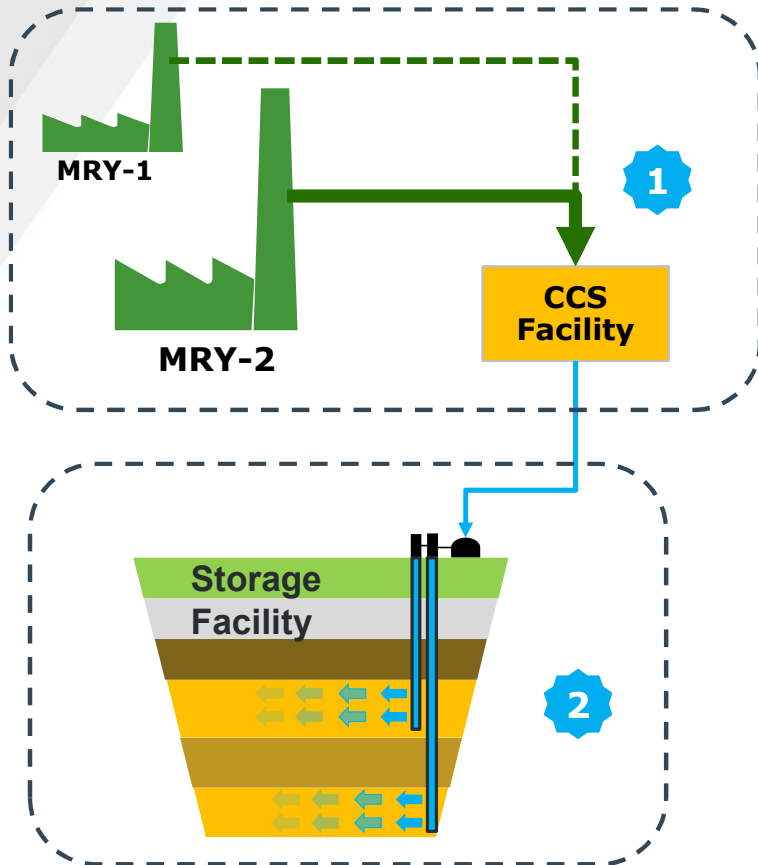 MRY-1
1
CCS
Facility
MRY-2
Storage
Facility
2